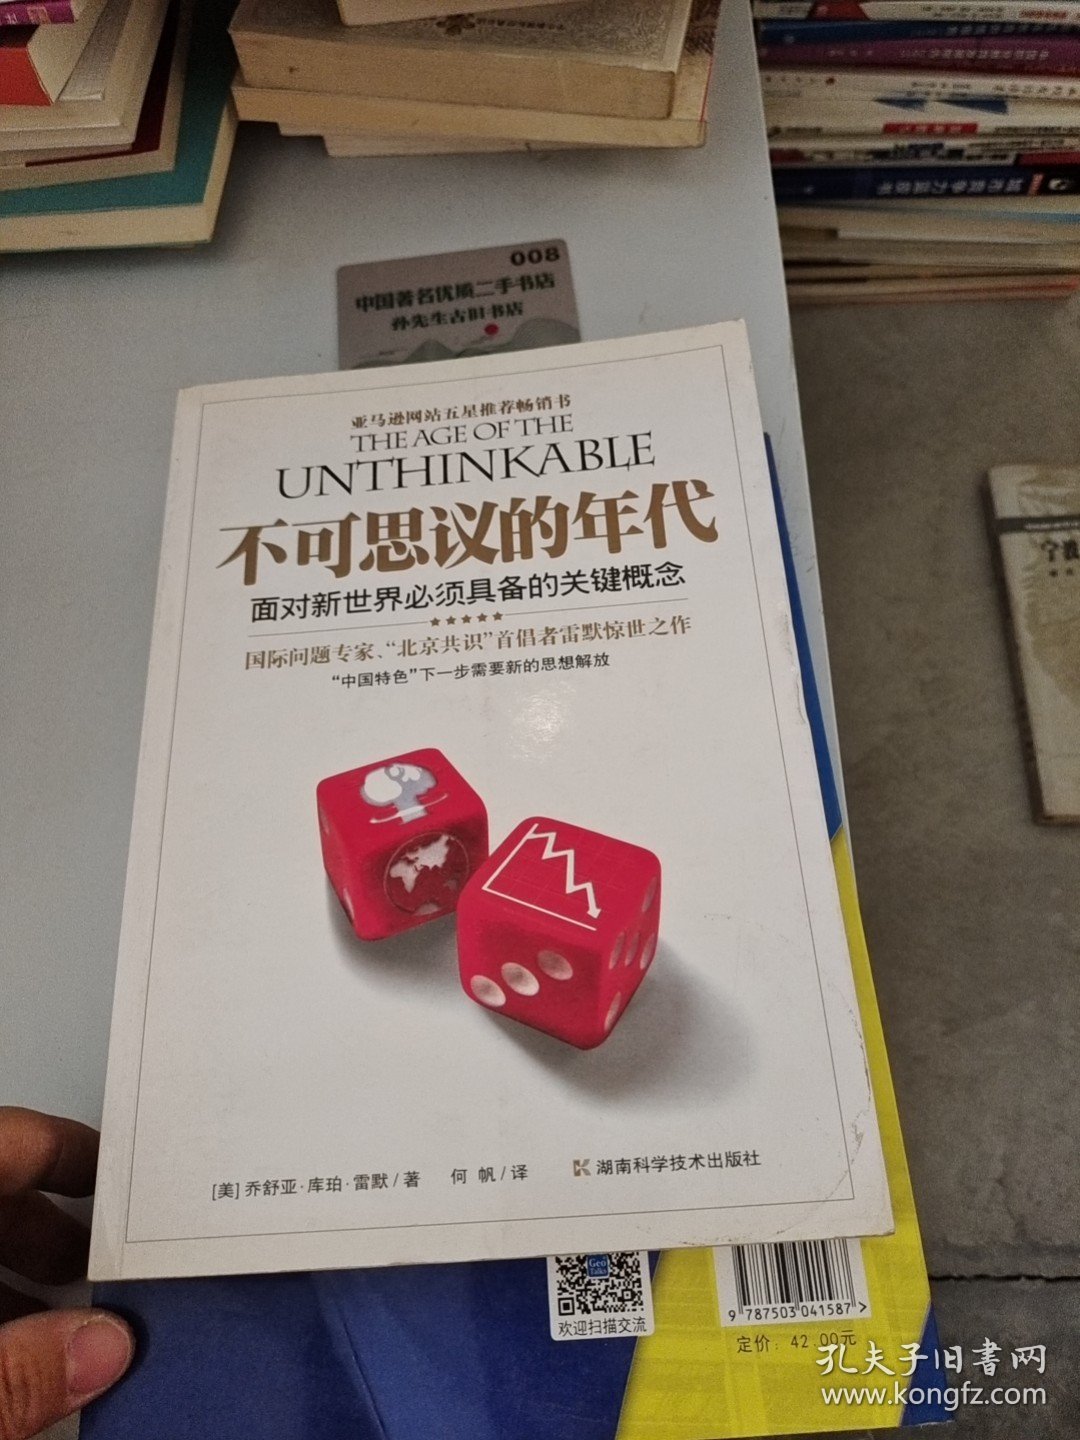 008
中国著名优质二手书店
孙先生古旧书店
亚马逊网站五星推荐畅销书
THE AGE OF THE
UNTHINKABLE
不可思议的年代
面对新世界必须具备的关键概念
国际问题专家、“北京共识”首倡者雷默惊世之作
“中国特色”下一步需要新的思想解放
[美] 乔舒亚·库珀·雷默/著 何 帆/译 湖南科学技术出版社
宁波
Geo
Talks
欢迎扫描交流
9 787503 041587 >
定价: 42.00元
孔夫子旧書网
www.kongfz.com